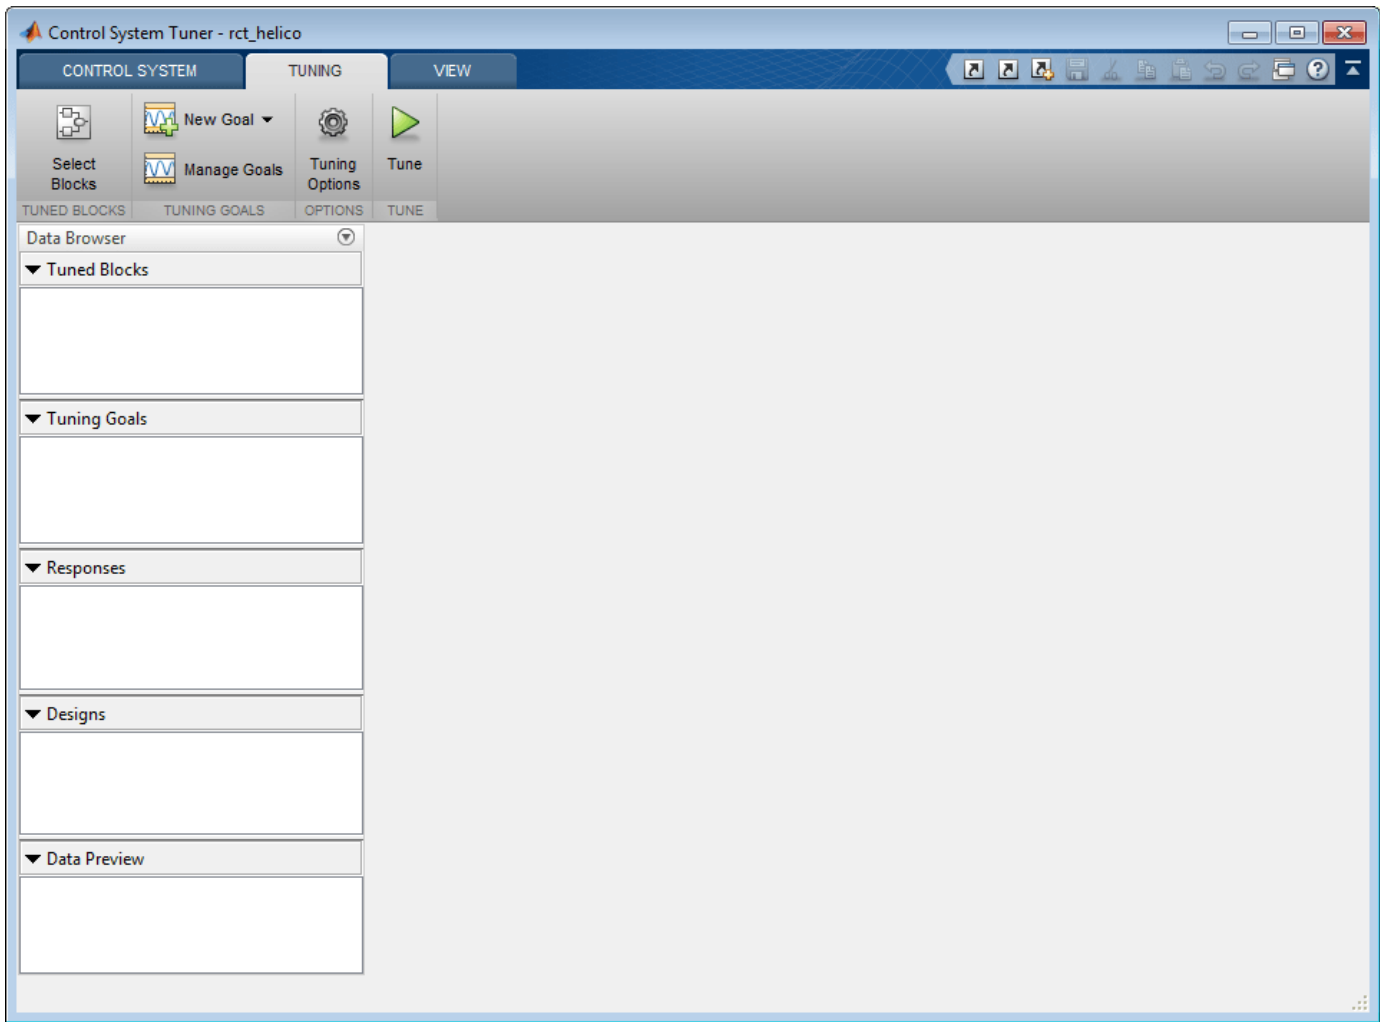 Control System Tuner - rct_helico
CONTROL SYSTEM TUNING VIEW
New Goal
Manage Goals
Select Blocks
Tuning Options
Tune
TUNED BLOCKS TUNING GOALS OPTIONS TUNE
Data Browser
Tuned Blocks
Tuning Goals
Responses
Designs
Data Preview